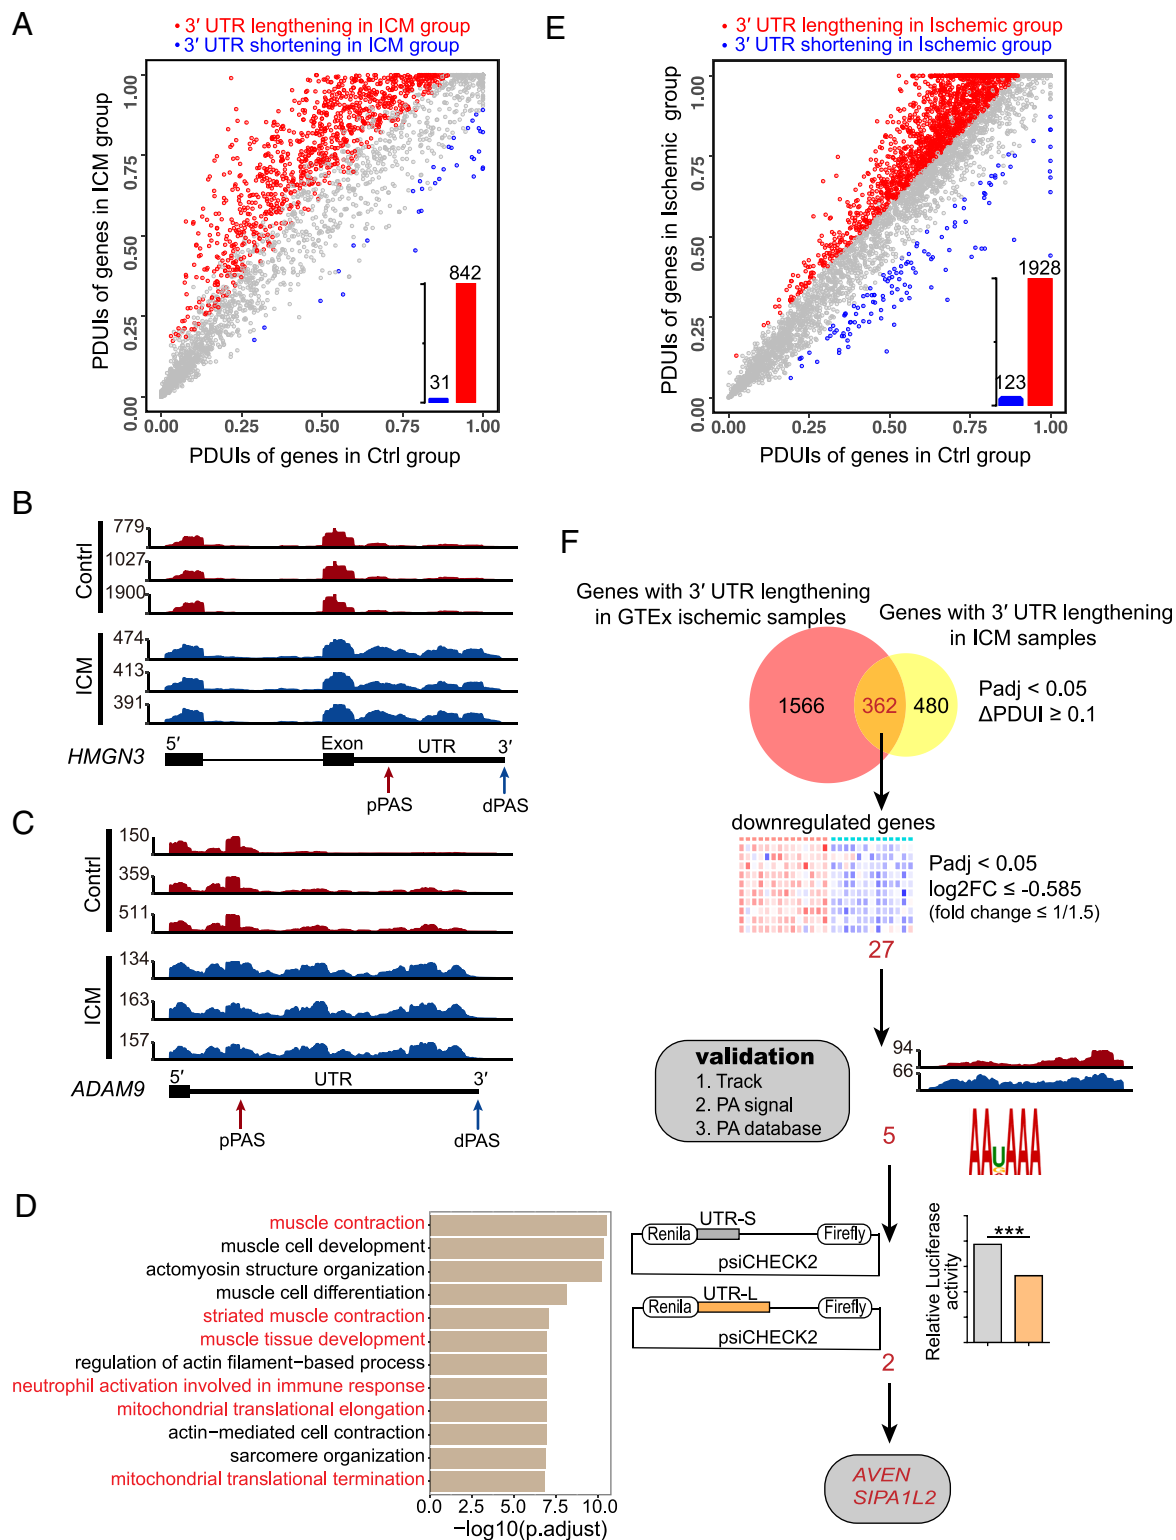 A
• 3′ UTR lengthening in ICM group
• 3′ UTR shortening in ICM group
PDUIs of genes in ICM group
1.00
0.75
0.50
0.25
0.00
842
31
0.00 0.25 0.50 0.75 1.00
PDUIs of genes in Ctrl group
E
• 3′ UTR lengthening in Ischemic group
• 3′ UTR shortening in Ischemic group
PDUIs of genes in Ischemic group
1.00
0.75
0.50
0.25
0.00
1928
123
0.00 0.25 0.50 0.75 1.00
PDUIs of genes in Ctrl group
B
Contrl
779
1027
1900
ICM
474
413
391
5′ Exon UTR 3′
HMGN3
pPAS dPAS
C
Contrl
150
359
511
ICM
134
163
157
5′ UTR 3′
ADAM9
pPAS dPAS
D
muscle contraction
muscle cell development
actomyosin structure organization
muscle cell differentiation
striated muscle contraction
muscle tissue development
regulation of actin filament−based process
neutrophil activation involved in immune response
mitochondrial translational elongation
actin−mediated cell contraction
sarcomere organization
mitochondrial translational termination
0.0 2.5 5.0 7.5 10.0
−log10(p.adjust)
F
Genes with 3′ UTR lengthening
in GTEx ischemic samples
Genes with 3′ UTR lengthening
in ICM samples
1566 362 480
Padj < 0.05
ΔPDUI ≥ 0.1
downregulated genes
Padj < 0.05
log2FC ≤ -0.585
(fold change ≤ 1/1.5)
27
validation
1. Track
2. PA signal
3. PA database
94
66
5
AAUAAA
UTR-S
Renila Firefly
psiCHECK2
UTR-L
Renila Firefly
psiCHECK2
2
Relative Luciferase
activity
***
AVEN
SIPA1L2